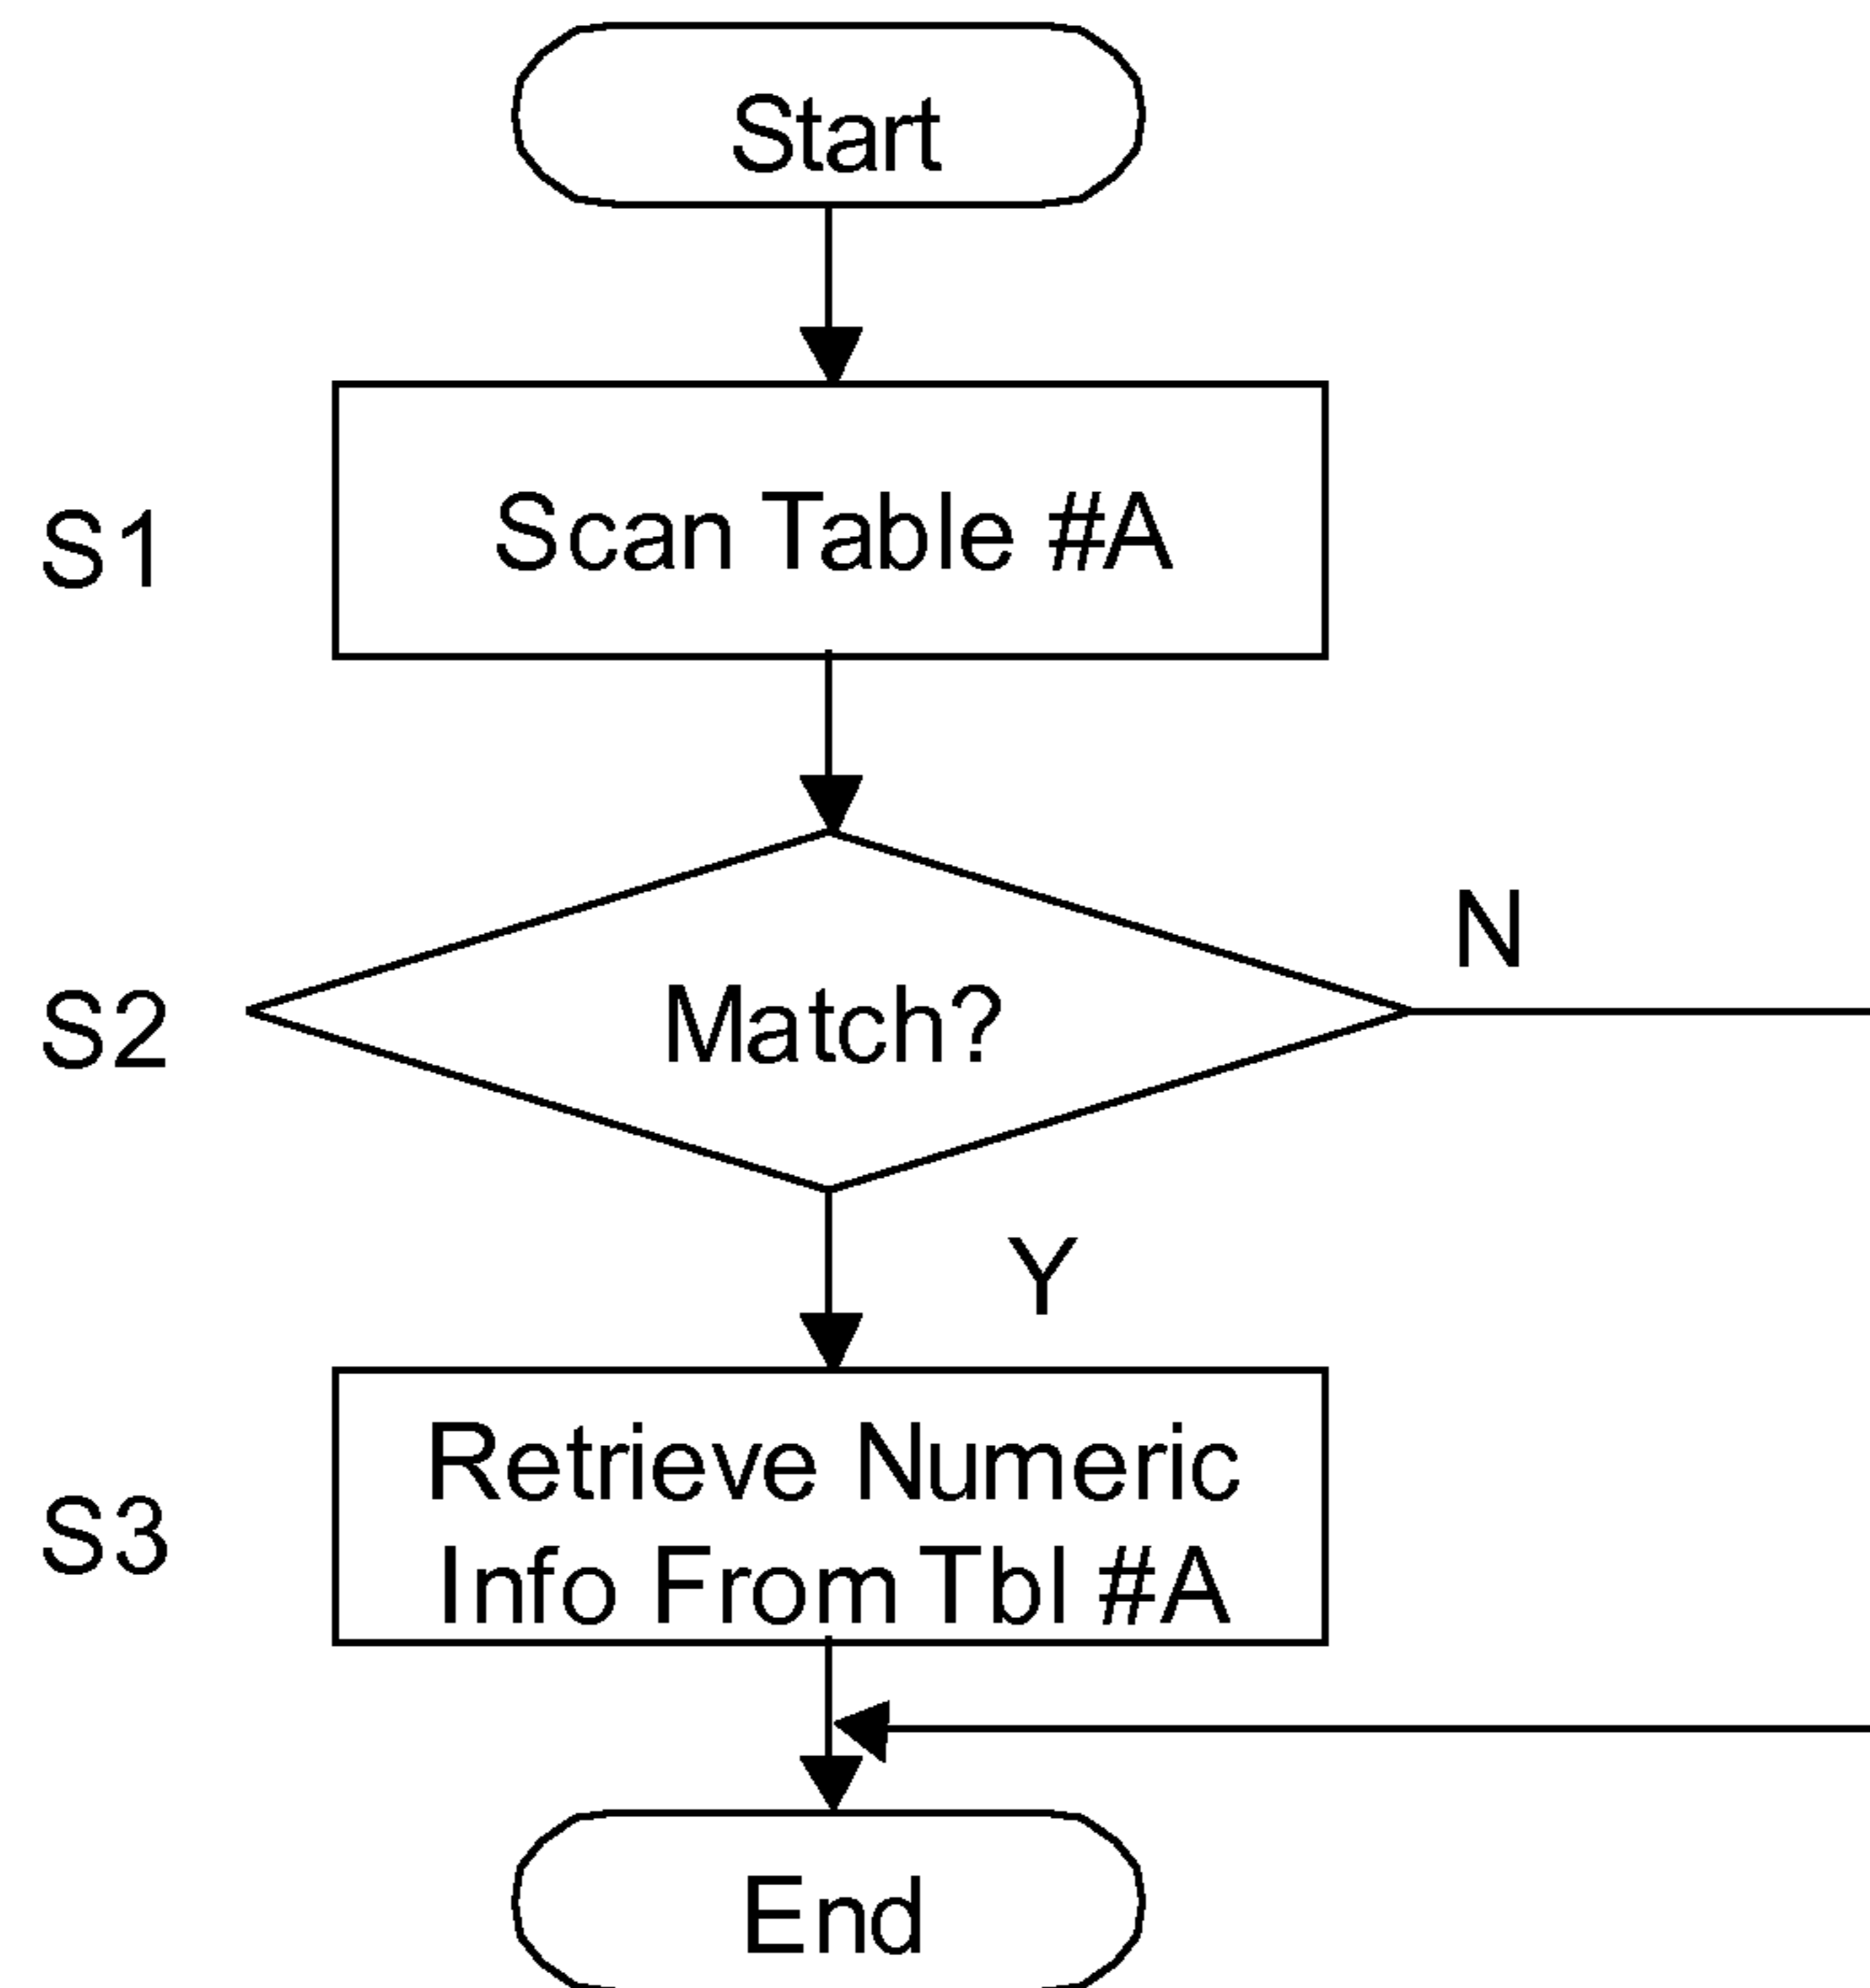 Start
S1
Scan Table #A
S2
Match?
N
Y
S3
Retrieve Numeric
Info From Tbl #A
End